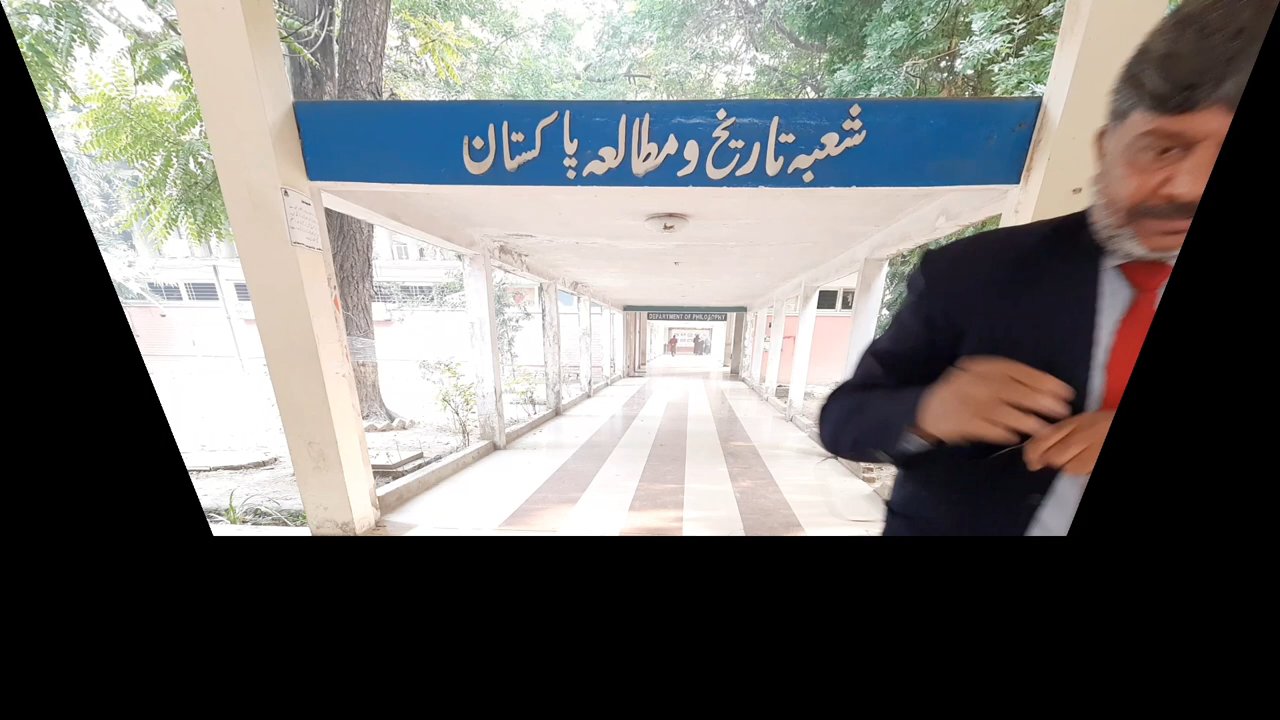 شعبہ تاریخ و مطالعہ پاکستان
DEPARTMENT OF PHILOSOPHY